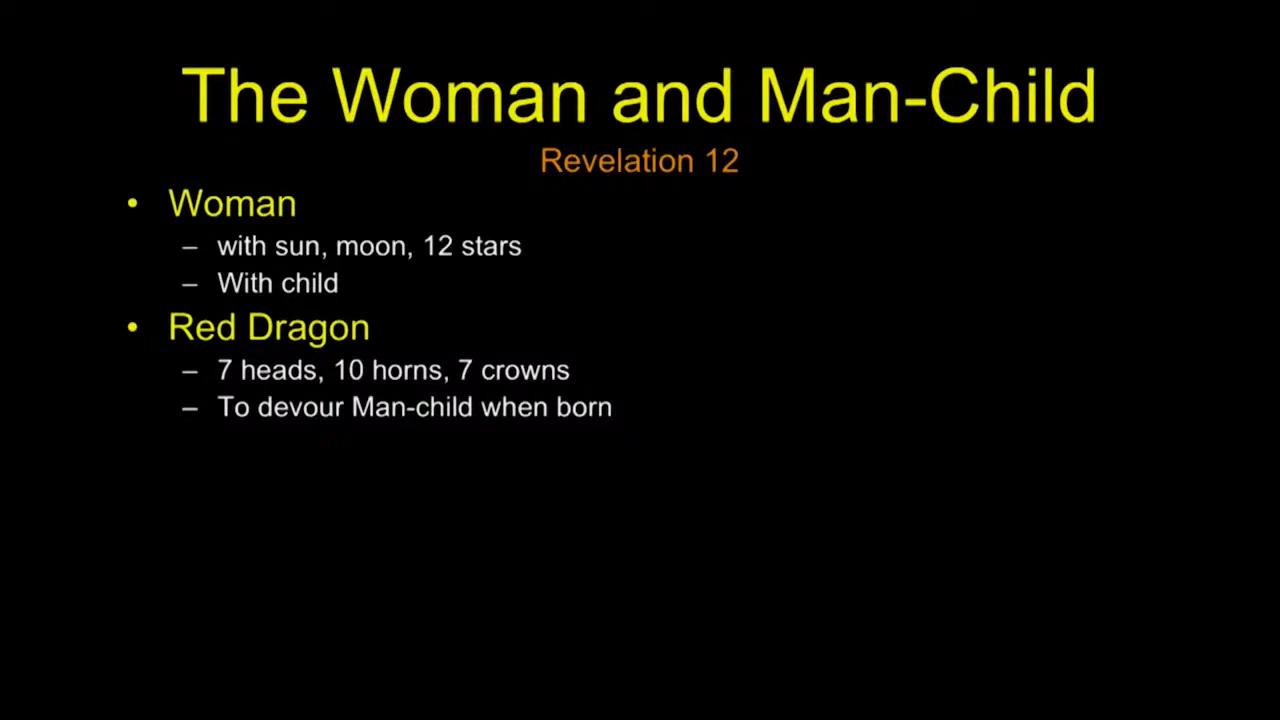 The Woman and Man-Child
Revelation 12
• Woman
– with sun, moon, 12 stars
– With child
• Red Dragon
– 7 heads, 10 horns, 7 crowns
– To devour Man-child when born